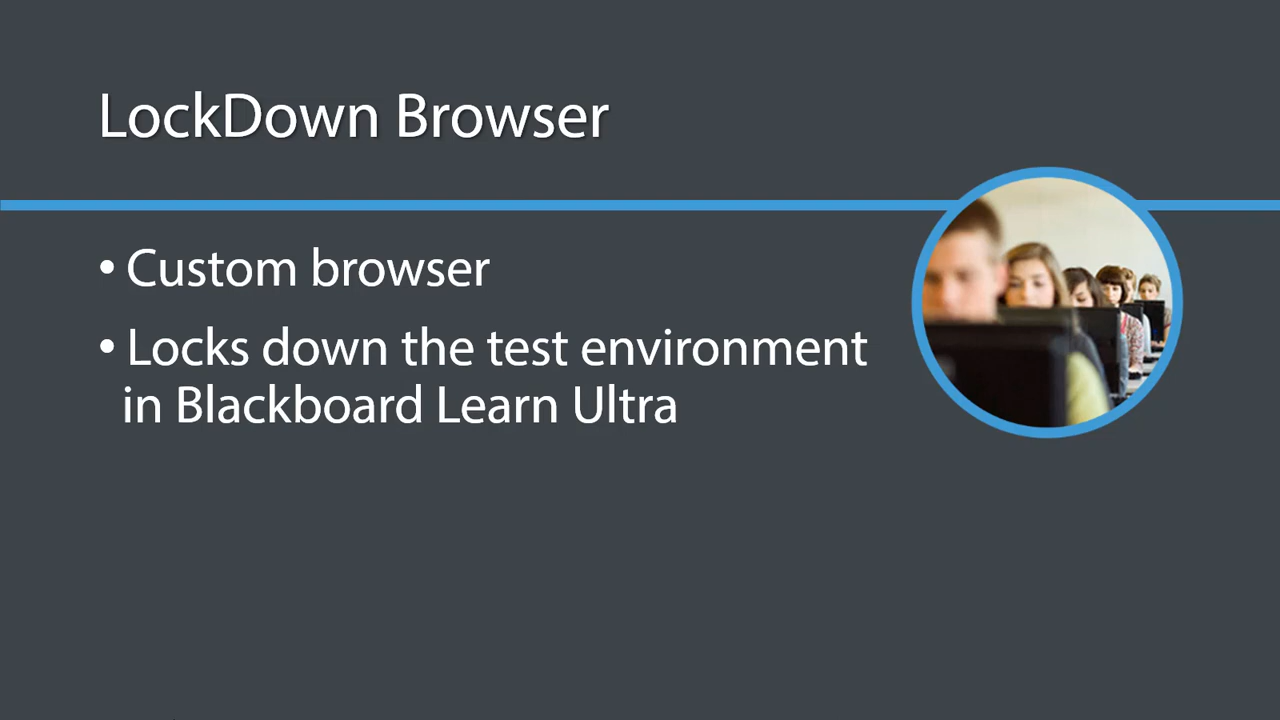 LockDown Browser
• Custom browser
• Locks down the test environment
in Blackboard Learn Ultra